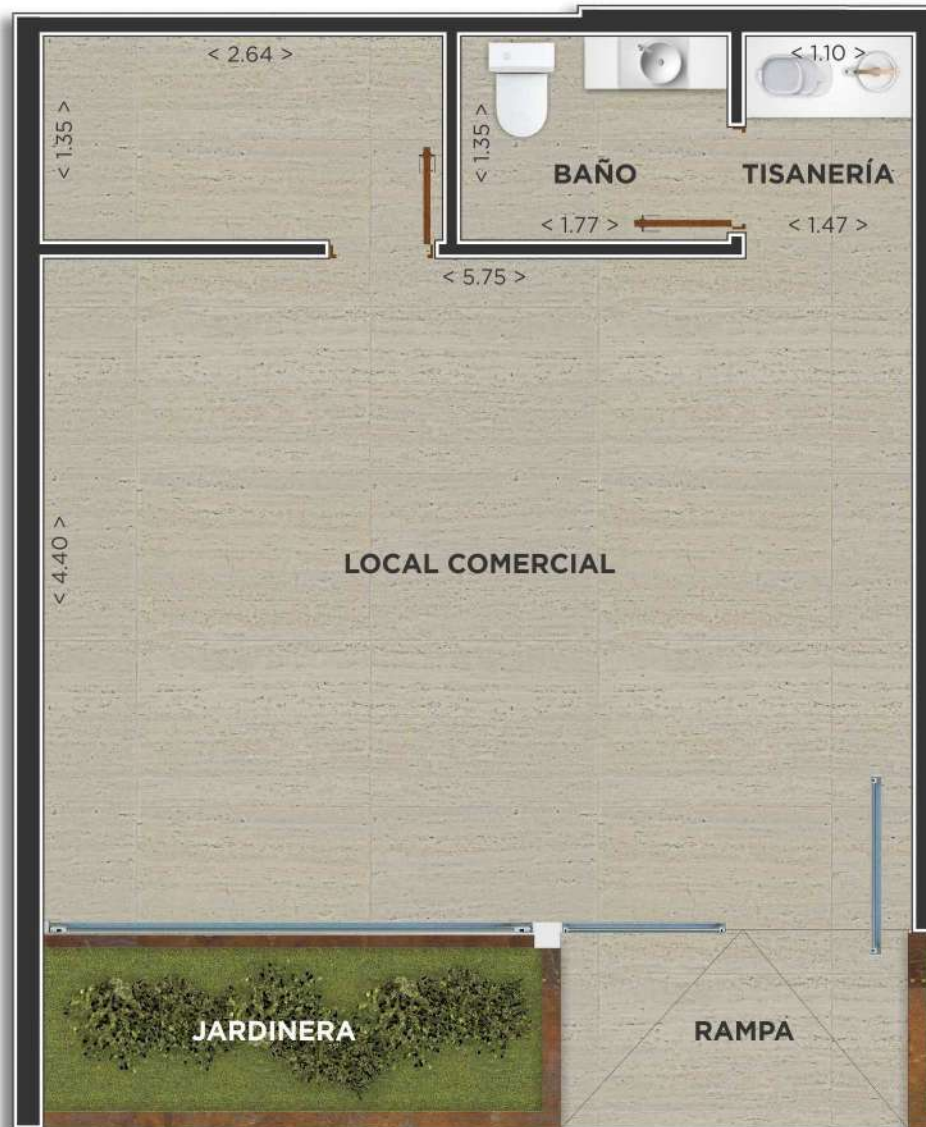 < 2.64 >
< 1.10 >
< 1.35 >
< 1.35 >
BAÑO
TISANERÍA
< 1.77 >
< 1.47 >
< 5.75 >
< 4.40 >
LOCAL COMERCIAL
JARDINERA
RAMPA